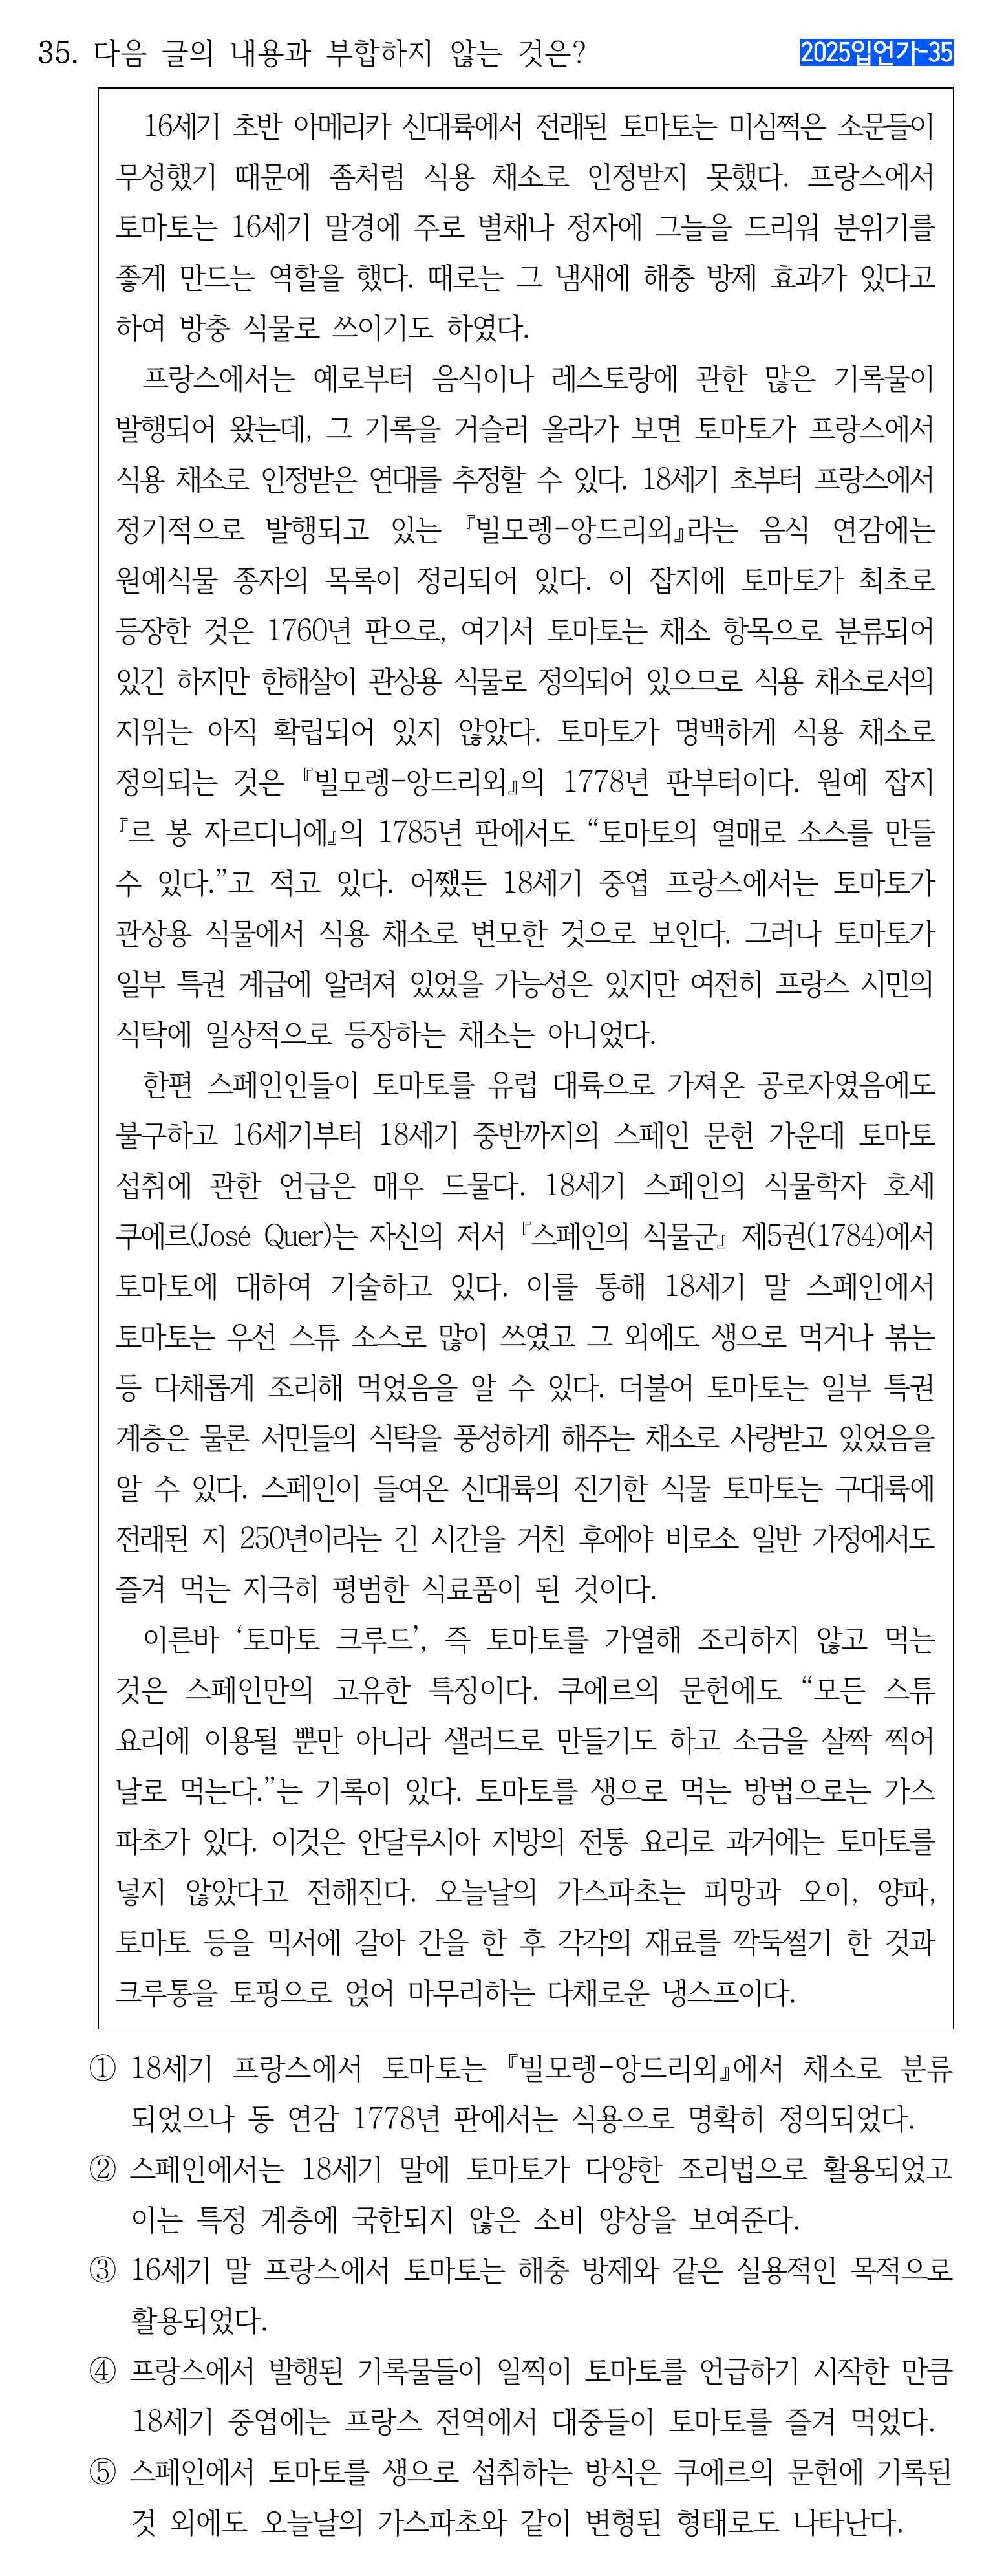 35. 다음 글의 내용과 부합하지 않는 것은?
2025입언가-35
16세기 초반 아메리카 신대륙에서 전래된 토마토는 미심쩍은 소문들이
무성했기 때문에 좀처럼 식용 채소로 인정받지 못했다. 프랑스에서
토마토는 16세기 말경에 주로 별채나 정자에 그늘을 드리워 분위기를
좋게 만드는 역할을 했다. 때로는 그 냄새에 해충 방제 효과가 있다고
하여 방충 식물로 쓰이기도 하였다.
프랑스에서는 예로부터 음식이나 레스토랑에 관한 많은 기록물이
발행되어 왔는데, 그 기록을 거슬러 올라가 보면 토마토가 프랑스에서
식용 채소로 인정받은 연대를 추정할 수 있다. 18세기 초부터 프랑스에서
정기적으로 발행되고 있는 『빌모렝-앙드리외』라는 음식 연감에는
원예식물 종자의 목록이 정리되어 있다. 이 잡지에 토마토가 최초로
등장한 것은 1760년 판으로, 여기서 토마토는 채소 항목으로 분류되어
있긴 하지만 한해살이 관상용 식물로 정의되어 있으므로 식용 채소로서의
지위는 아직 확립되어 있지 않았다. 토마토가 명백하게 식용 채소로
정의되는 것은 『빌모렝-앙드리외』의 1778년 판부터이다. 원예 잡지
『르 봉 자르디니에』의 1785년 판에서도 “토마토의 열매로 소스를 만들
수 있다.”고 적고 있다. 어쨌든 18세기 중엽 프랑스에서는 토마토가
관상용 식물에서 식용 채소로 변모한 것으로 보인다. 그러나 토마토가
일부 특권 계급에 알려져 있었을 가능성은 있지만 여전히 프랑스 시민의
식탁에 일상적으로 등장하는 채소는 아니었다.
한편 스페인인들이 토마토를 유럽 대륙으로 가져온 공로자였음에도
불구하고 16세기부터 18세기 중반까지의 스페인 문헌 가운데 토마토
섭취에 관한 언급은 매우 드물다. 18세기 스페인의 식물학자 호세
쿠에르(José Quer)는 자신의 저서 『스페인의 식물군』 제5권(1784)에서
토마토에 대하여 기술하고 있다. 이를 통해 18세기 말 스페인에서
토마토는 우선 스튜 소스로 많이 쓰였고 그 외에도 생으로 먹거나 볶는
등 다채롭게 조리해 먹었음을 알 수 있다. 더불어 토마토는 일부 특권
계층은 물론 서민들의 식탁을 풍성하게 해주는 채소로 사랑받고 있었음을
알 수 있다. 스페인이 들여온 신대륙의 진기한 식물 토마토는 구대륙에
전래된 지 250년이라는 긴 시간을 거친 후에야 비로소 일반 가정에서도
즐겨 먹는 지극히 평범한 식료품이 된 것이다.
이른바 ‘토마토 크루드’, 즉 토마토를 가열해 조리하지 않고 먹는
것은 스페인만의 고유한 특징이다. 쿠에르의 문헌에도 “모든 스튜
요리에 이용될 뿐만 아니라 샐러드로 만들기도 하고 소금을 살짝 찍어
날로 먹는다.”는 기록이 있다. 토마토를 생으로 먹는 방법으로는 가스
파초가 있다. 이것은 안달루시아 지방의 전통 요리로 과거에는 토마토를
넣지 않았다고 전해진다. 오늘날의 가스파초는 피망과 오이, 양파,
토마토 등을 믹서에 갈아 간을 한 후 각각의 재료를 깍둑썰기 한 것과
크루통을 토핑으로 얹어 마무리하는 다채로운 냉스프이다.
① 18세기 프랑스에서 토마토는 『빌모렝-앙드리외』에서 채소로 분류
되었으나 동 연감 1778년 판에서는 식용으로 명확히 정의되었다.
② 스페인에서는 18세기 말에 토마토가 다양한 조리법으로 활용되었고
이는 특정 계층에 국한되지 않은 소비 양상을 보여준다.
③ 16세기 말 프랑스에서 토마토는 해충 방제와 같은 실용적인 목적으로
활용되었다.
④ 프랑스에서 발행된 기록물들이 일찍이 토마토를 언급하기 시작한 만큼
18세기 중엽에는 프랑스 전역에서 대중들이 토마토를 즐겨 먹었다.
⑤ 스페인에서 토마토를 생으로 섭취하는 방식은 쿠에르의 문헌에 기록된
것 외에도 오늘날의 가스파초와 같이 변형된 형태로도 나타난다.